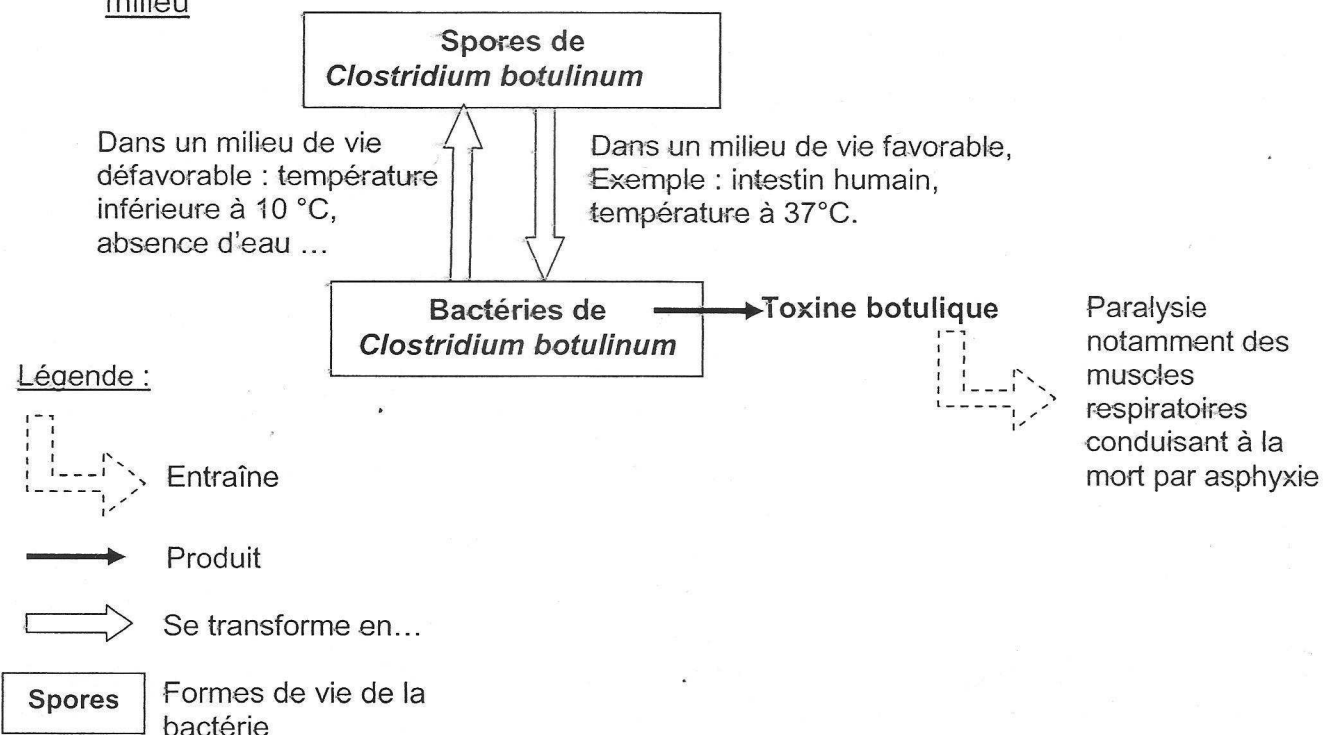 milieu
Spores de
Clostridium botulinum
Dans un milieu de vie
défavorable : température
inférieure à 10 °C,
absence d'eau ...
Dans un milieu de vie favorable,
Exemple : intestin humain,
température à 37°C.
Bactéries de
Clostridium botulinum
Toxine botulique
Paralysie
notamment des
muscles
respiratoires
conduisant à la
mort par asphyxie
Légende :
Entraîne
Produit
Se transforme en...
Spores
Formes de vie de la
bactérie